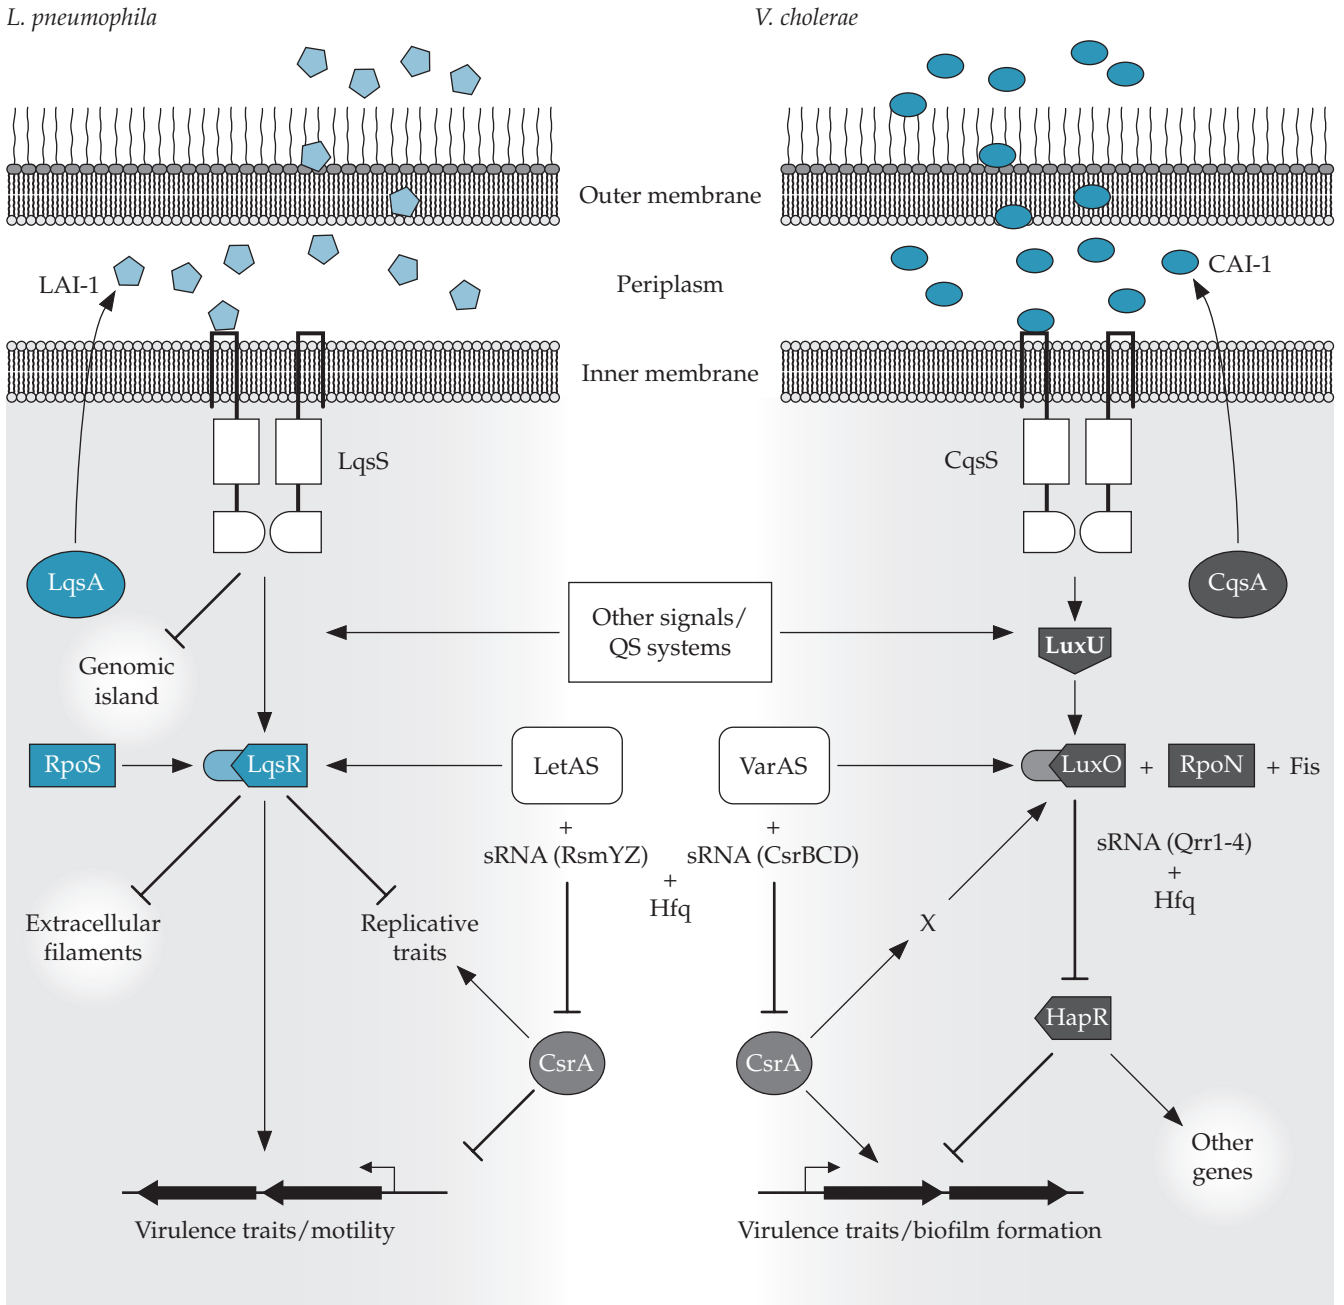 L. pneumophila
V. cholerae
Outer membrane
LAI-1
Periplasm
CAI-1
Inner membrane
LqsS
CqsS
LqsA
CqsA
Other signals/
QS systems
LuxU
Genomic
island
RpoS
LqsR
LetAS
VarAS
LuxO
+
RpoN
+ Fis
+
sRNA (RsmYZ)
+
sRNA (CsrBCD)
+
Hfq
sRNA (Qrr1-4)
+
Hfq
Extracellular
filaments
Replicative
traits
X
HapR
CsrA
CsrA
Other
genes
Virulence traits/motility
Virulence traits/biofilm formation